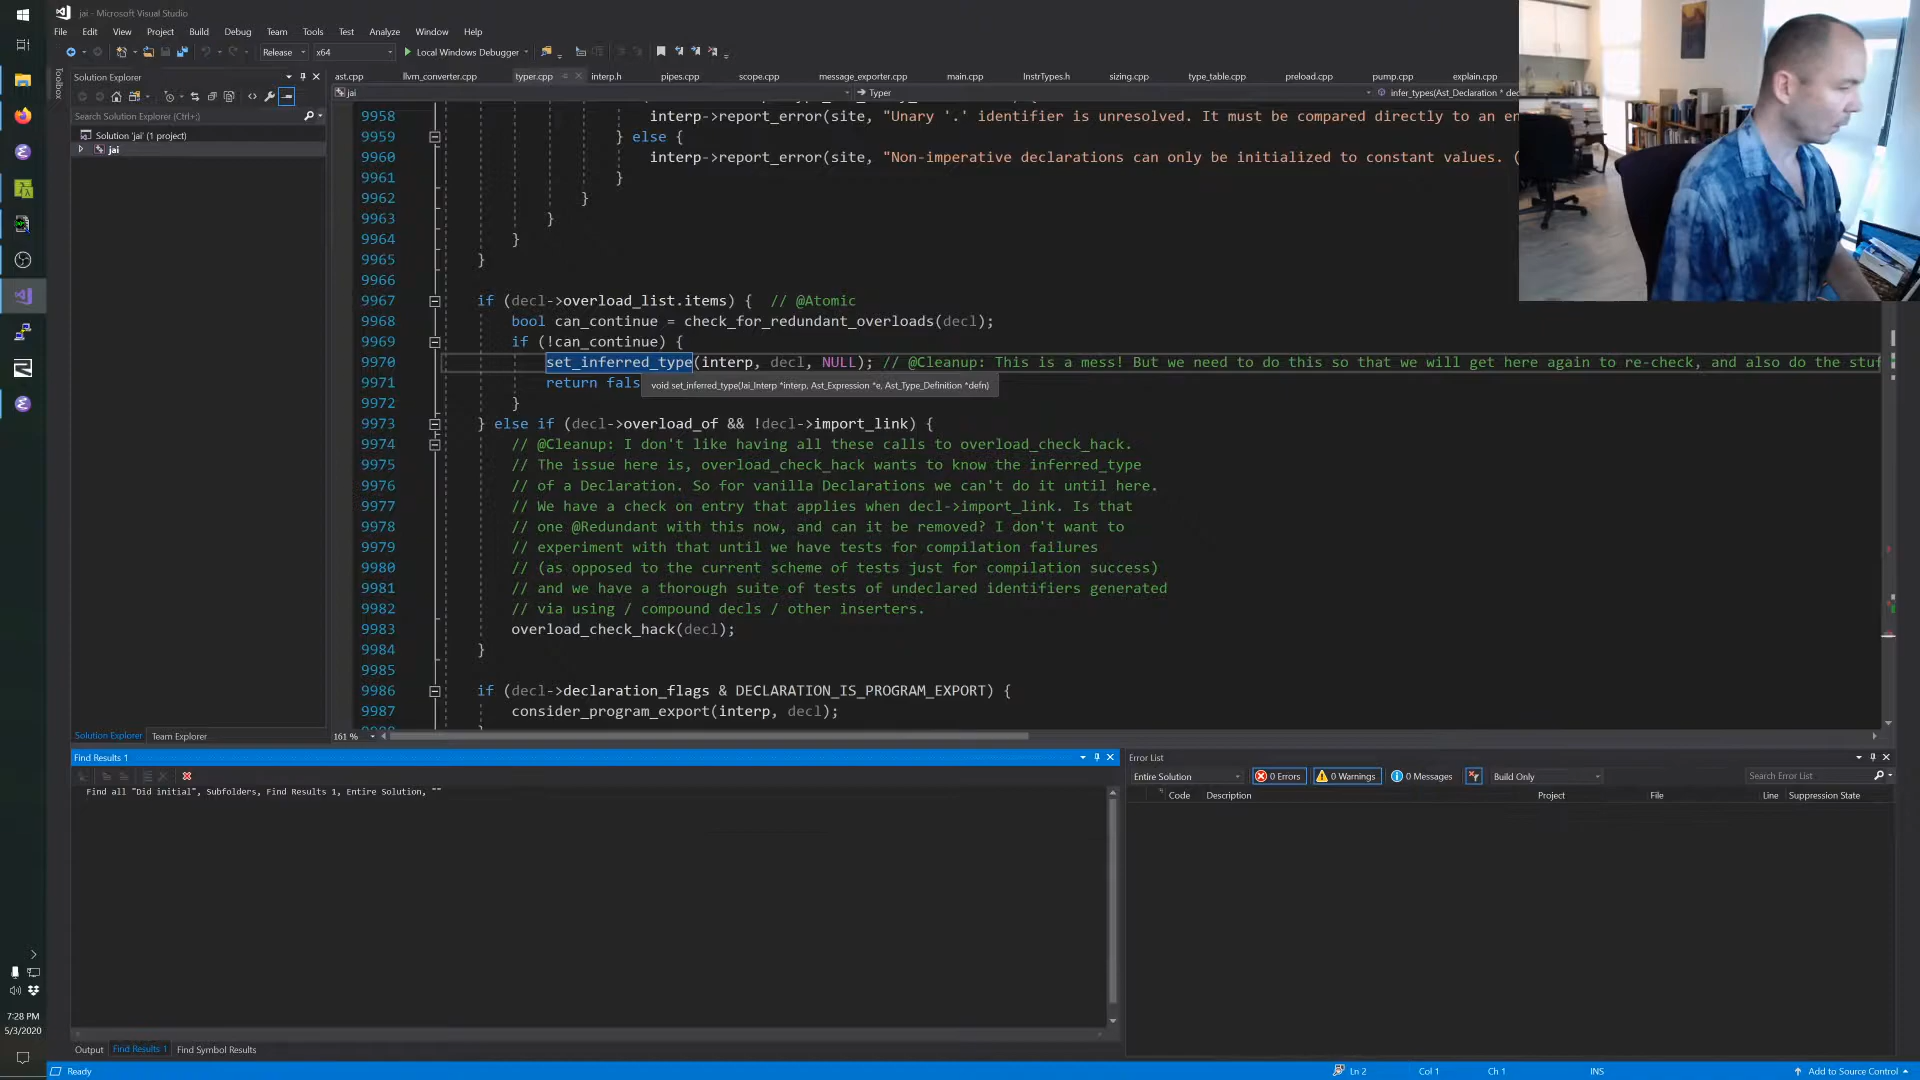 jai - Microsoft Visual Studio
File Edit View Project Build Debug Team Tools Test Analyze Window Help
Release x64 Local Windows Debugger
Solution Explorer
Search Solution Explorer (Ctrl+;)
Solution 'jai' (1 project)
jai
Solution Explorer Team Explorer
Toolbox
ast.cpp llvm_converter.cpp typer.cpp interp.h pipes.cpp scope.cpp message_exporter.cpp main.cpp InstrTypes.h sizing.cpp type_table.cpp preload.cpp pump.cpp explain.cpp
jai Typer infer_types(Ast_Declaration * dec
9958 interp->report_error(site, "Unary '.' identifier is unresolved. It must be compared directly to an en
9959 } else {
9960 interp->report_error(site, "Non-imperative declarations can only be initialized to constant values. (
9961 }
9962 }
9963 }
9964 }
9965 }
9966
9967 if (decl->overload_list.items) { // @Atomic
9968 bool can_continue = check_for_redundant_overloads(decl);
9969 if (!can_continue) {
9970 set_inferred_type(interp, decl, NULL); // @Cleanup: This is a mess! But we need to do this so that we will get here again to re-check, and also do the stuf
9971 return fals
void set_inferred_type(Jai_Interp *interp, Ast_Expression *e, Ast_Type_Definition *defn)
9972 }
9973 } else if (decl->overload_of && !decl->import_link) {
9974 // @Cleanup: I don't like having all these calls to overload_check_hack.
9975 // The issue here is, overload_check_hack wants to know the inferred_type
9976 // of a Declaration. So for vanilla Declarations we can't do it until here.
9977 // We have a check on entry that applies when decl->import_link. Is that
9978 // one @Redundant with this now, and can it be removed? I don't want to
9979 // experiment with that until we have tests for compilation failures
9980 // (as opposed to the current scheme of tests just for compilation success)
9981 // and we have a thorough suite of tests of undeclared identifiers generated
9982 // via using / compound decls / other inserters.
9983 overload_check_hack(decl);
9984 }
9985
9986 if (decl->declaration_flags & DECLARATION_IS_PROGRAM_EXPORT) {
9987 consider_program_export(interp, decl);
161 %
Find Results 1
Find all "Did initial", Subfolders, Find Results 1, Entire Solution, ""
Output Find Results 1 Find Symbol Results
Error List
Entire Solution 0 Errors 0 Warnings 0 Messages Build Only Search Error List
Code Description Project File Line Suppression State
7:28 PM
5/3/2020
Ready Ln 2 Col 1 Ch 1 INS Add to Source Control